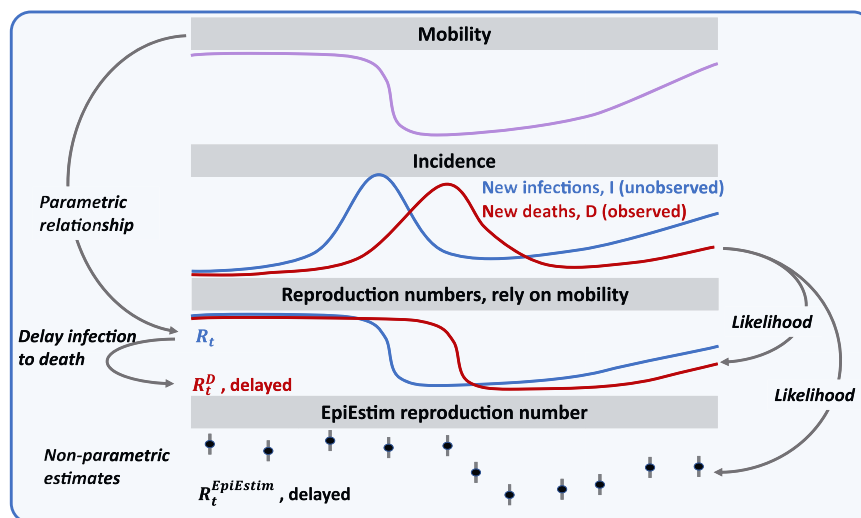 Mobility
Incidence
New infections, I (unobserved)
New deaths, D (observed)
Parametric
relationship
Reproduction numbers, rely on mobility
Likelihood
Delay infection
to death
R_t
R_t^D , delayed
Likelihood
EpiEstim reproduction number
Non-parametric
estimates
R_t^{EpiEstim} , delayed